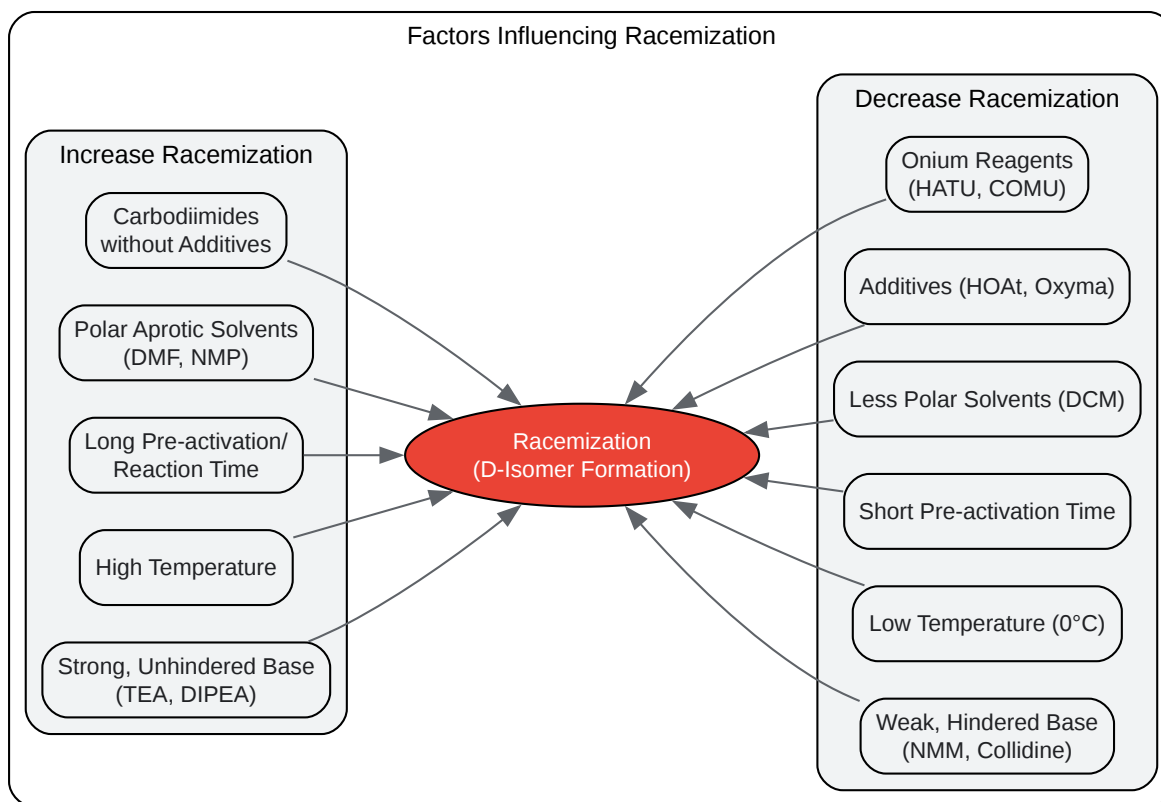 Factors Influencing Racemization
Increase Racemization
Carbodiimides
without Additives
Polar Aprotic Solvents
(DMF, NMP)
Long Pre-activation/
Reaction Time
High Temperature
Strong, Unhindered Base
(TEA, DIPEA)
Racemization
(D-Isomer Formation)
Decrease Racemization
Onium Reagents
(HATU, COMU)
Additives (HOAt, Oxyma)
Less Polar Solvents (DCM)
Short Pre-activation Time
Low Temperature (0°C)
Weak, Hindered Base
(NMM, Collidine)